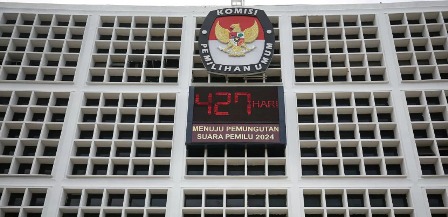 KOMISI
PEMILIHAN UMUM
427 HARI
MENUJU PEMUNGUTAN
SUARA PEMILU 2024